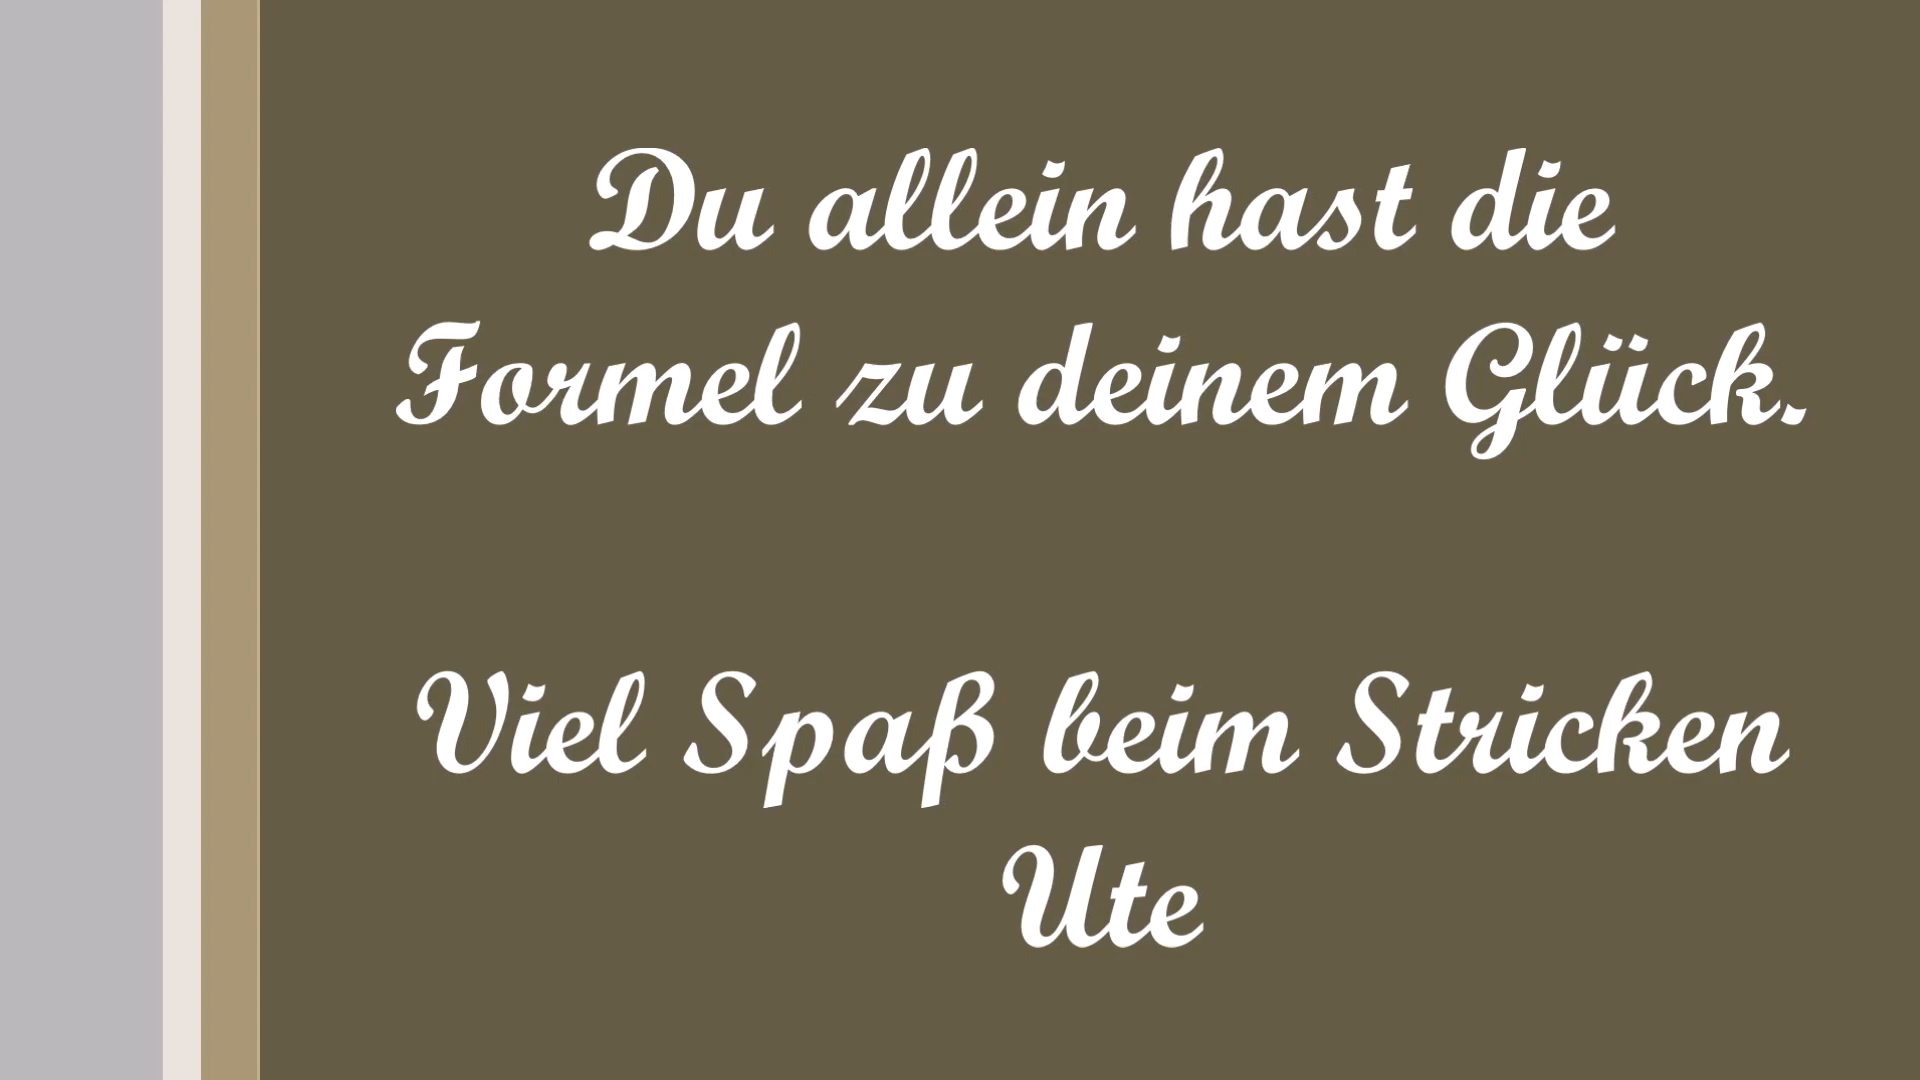 Du allein hast die
Formel zu deinem Glück.
Viel Spaß beim Stricken
Ute